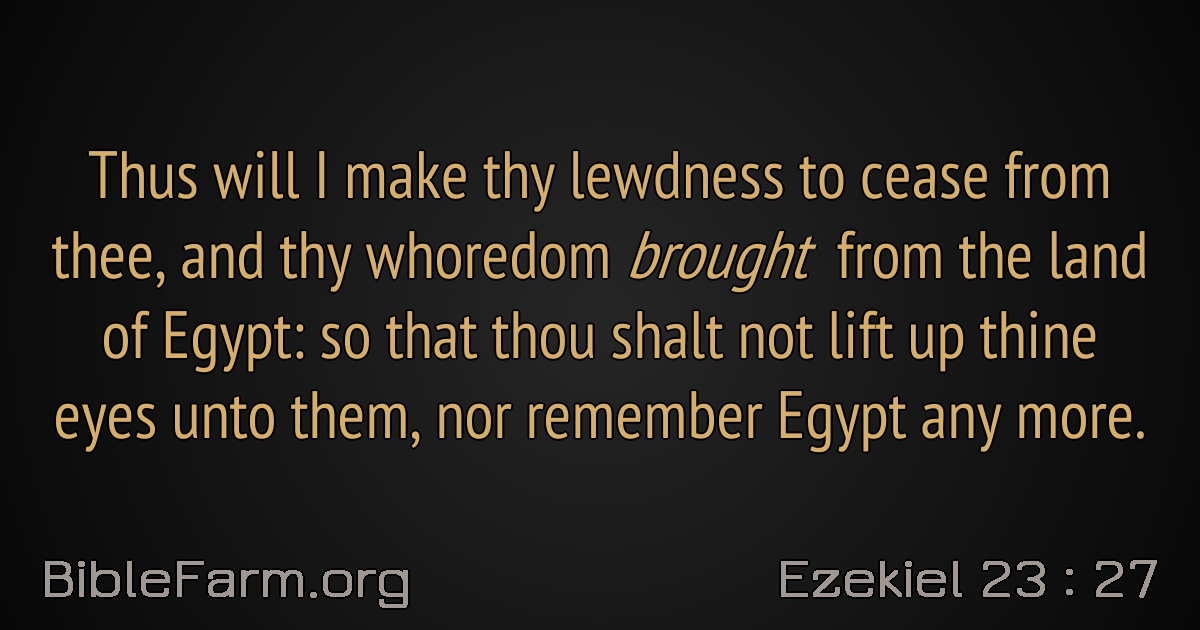 Thus will I make thy lewdness to cease from
thee, and thy whoredom brought from the land
of Egypt: so that thou shalt not lift up thine
eyes unto them, nor remember Egypt any more.
BibleFarm.org
Ezekiel 23 : 27